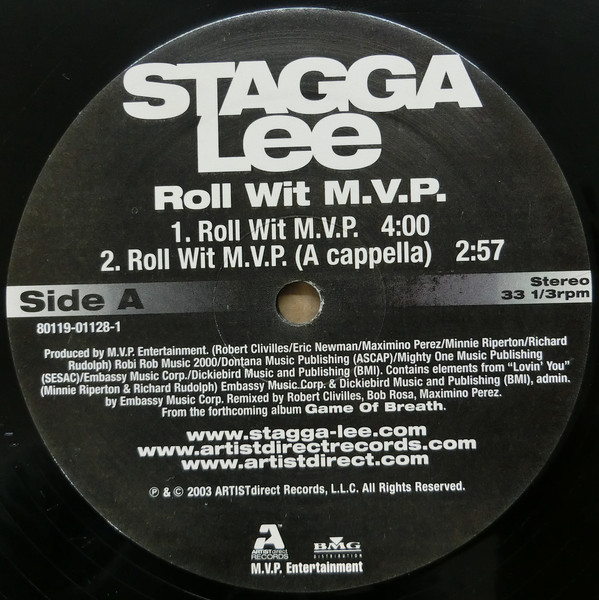 STAGGA
Lee
Roll Wit M.V.P.
1. Roll Wit M.V.P. 4:00
2. Roll Wit M.V.P. (A cappella) 2:57
Side A
Stereo
33 1/3rpm
80119-01128-1
Produced by M.V.P. Entertainment. (Robert Clivilles/Eric Newman/Maximino Perez/Minnie Riperton/Richard
Rudolph) Robi Rob Music 2000/Dohtana Music Publishing (ASCAP)/Mighty One Music Publishing
(SESAC)/Embassy Music Corp./Dickiebird Music and Publishing (BMI). Contains elements from “Lovin' You”
(Minnie Riperton & Richard Rudolph) Embassy Music Corp. & Dickiebird Music and Publishing (BMI), admin.
by Embassy Music Corp. Remixed by Robert Clivilles, Bob Rosa, Maximino Perez.
From the forthcoming album Game Of Breath.
www.stagga-lee.com
www.artistdirectrecords.com
www.artistdirect.com
℗ & © 2003 ARTISTdirect Records, L.L.C. All Rights Reserved.
A
ARTISTdirect
RECORDS
BMG
DISTRIBUTION
M.V.P. Entertainment